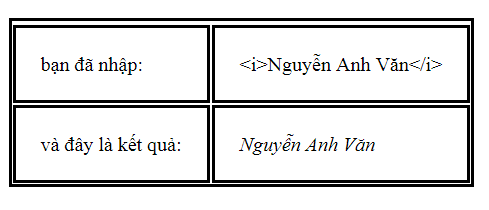 bạn đã nhập: <i>Nguyễn Anh Văn</i>
và đây là kết quả: Nguyễn Anh Văn